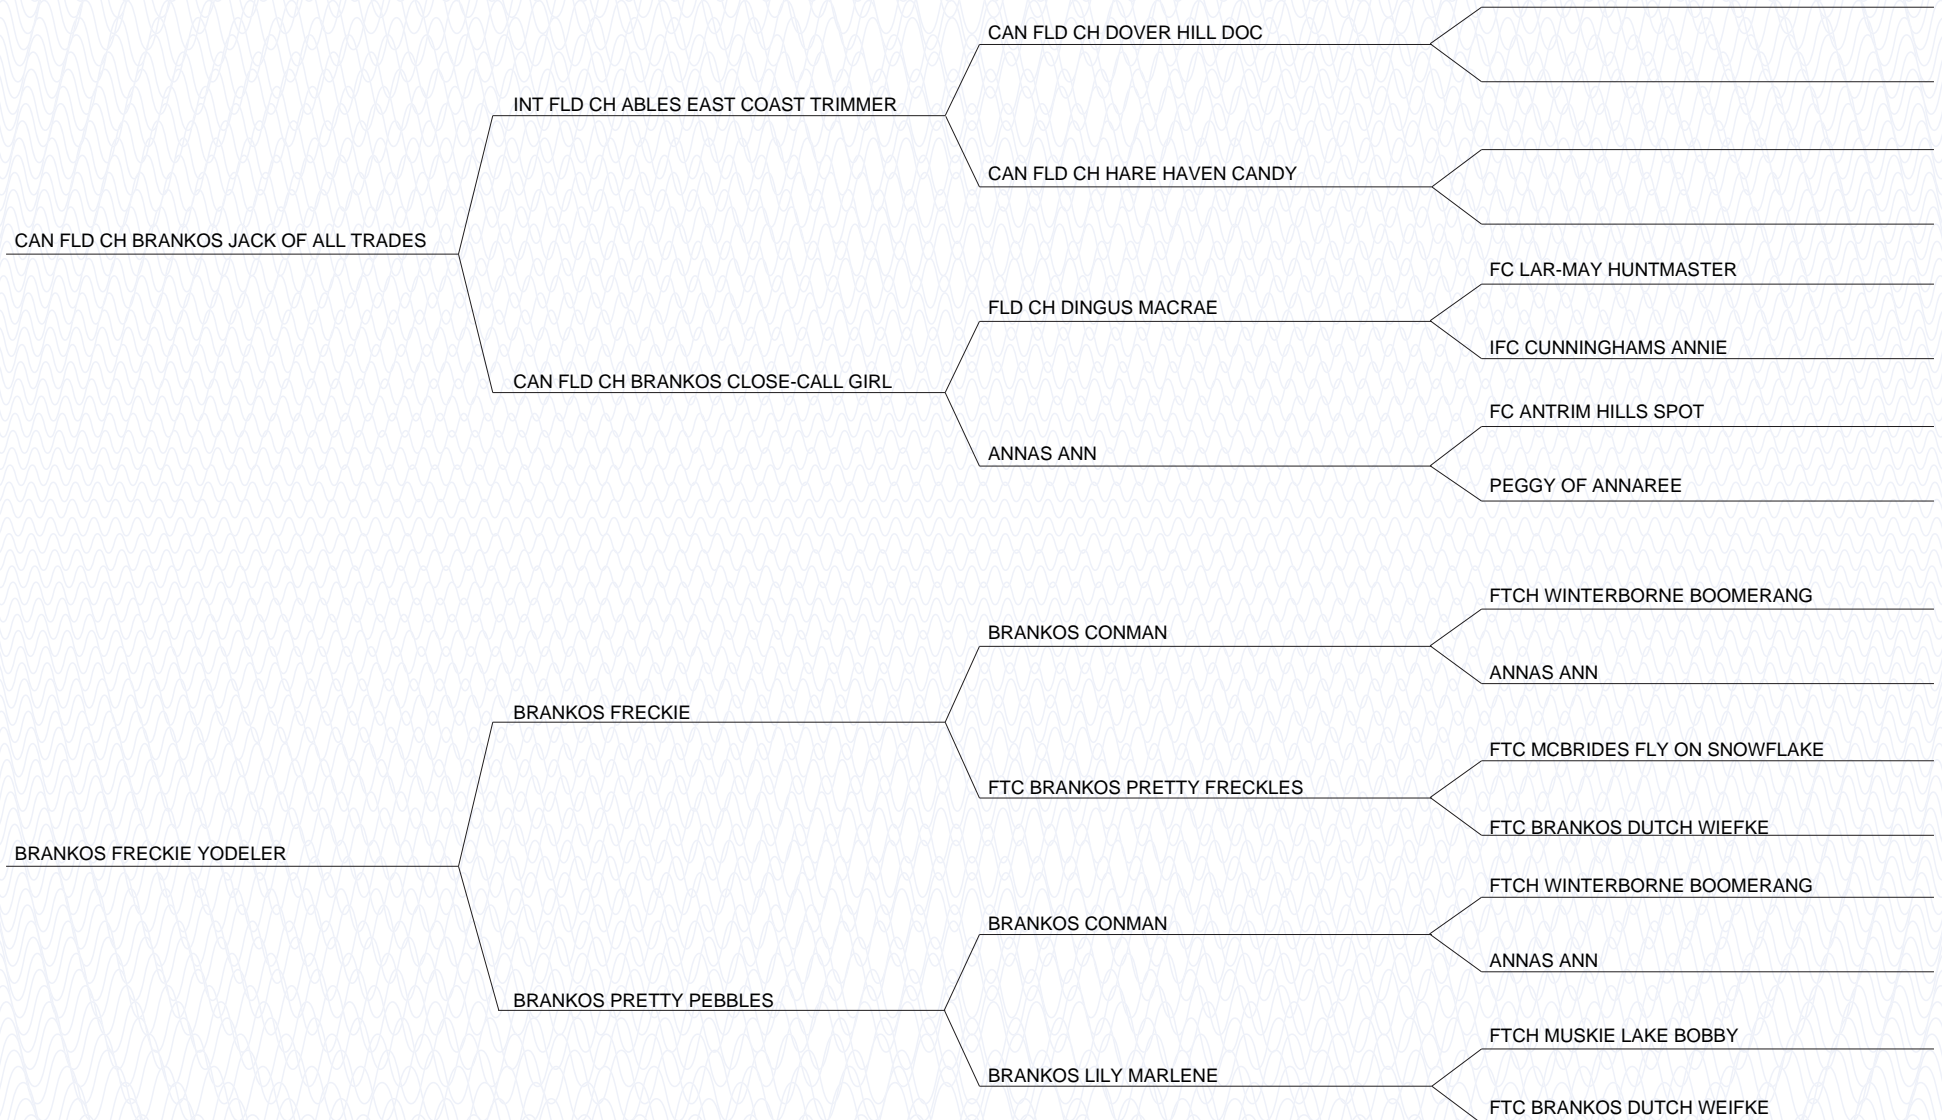 CAN FLD CH DOVER HILL DOC
INT FLD CH ABLES EAST COAST TRIMMER
CAN FLD CH HARE HAVEN CANDY
CAN FLD CH BRANKOS JACK OF ALL TRADES
FC LAR-MAY HUNTMASTER
FLD CH DINGUS MACRAE
IFC CUNNINGHAMS ANNIE
CAN FLD CH BRANKOS CLOSE-CALL GIRL
FC ANTRIM HILLS SPOT
ANNAS ANN
PEGGY OF ANNAREE
FTCH WINTERBORNE BOOMERANG
BRANKOS CONMAN
ANNAS ANN
BRANKOS FRECKIE
FTC MCBRIDES FLY ON SNOWFLAKE
FTC BRANKOS PRETTY FRECKLES
FTC BRANKOS DUTCH WIEFKE
BRANKOS FRECKIE YODELER
FTCH WINTERBORNE BOOMERANG
BRANKOS CONMAN
ANNAS ANN
BRANKOS PRETTY PEBBLES
FTCH MUSKIE LAKE BOBBY
BRANKOS LILY MARLENE
FTC BRANKOS DUTCH WEIFKE